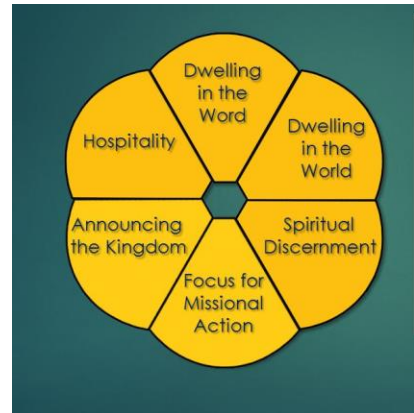 Dwelling
in the
Word
Dwelling
in the
World
Spiritual
Discernment
Focus for
Missional
Action
Announcing
the Kingdom
Hospitality